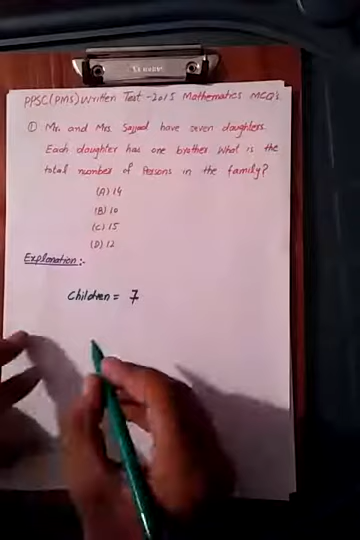 PPSC(PMS) Written Test -2015 Mathematics MCQ's
① Mr. and Mrs. Sajjad have seven daughters.
Each daughter has one brother. What is the
total number of Persons in the family?
(A) 14
(B) 10
(C) 15
(D) 12
Explanation:-
Children = 7